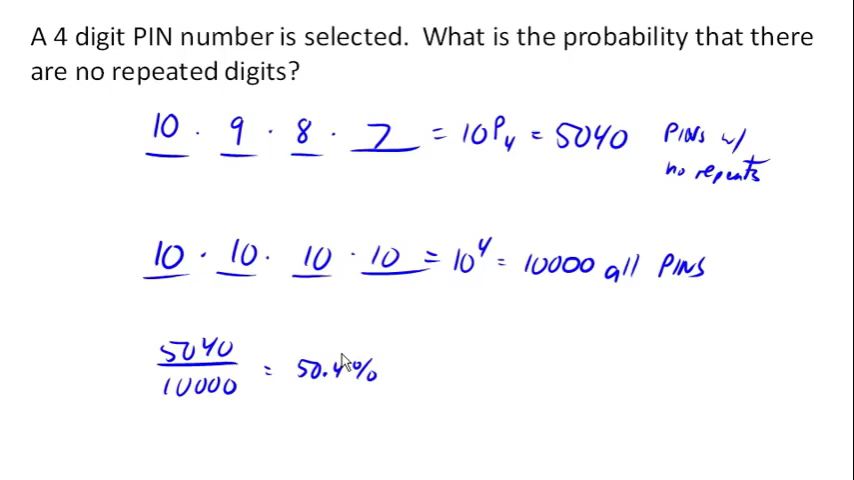 A 4 digit PIN number is selected. What is the probability that there
are no repeated digits?
10 · 9 · 8 · 7 = 10P4 = 5040 PINs w/
no repeats
10 · 10 · 10 · 10 = 10^4 = 10000 all PINS
5040
10000
= 50.4%